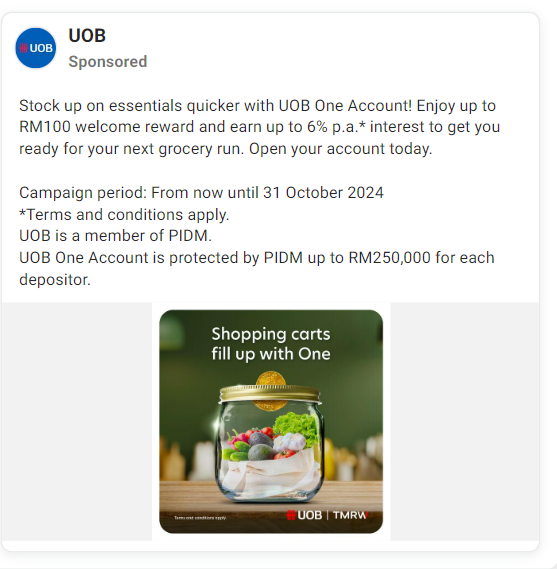 UOB
UOB
Sponsored
Stock up on essentials quicker with UOB One Account! Enjoy up to
RM100 welcome reward and earn up to 6% p.a.* interest to get you
ready for your next grocery run. Open your account today.
Campaign period: From now until 31 October 2024
*Terms and conditions apply.
UOB is a member of PIDM.
UOB One Account is protected by PIDM up to RM250,000 for each
depositor.
Shopping carts
fill up with One
Terms and conditions apply
UOB | TMRW